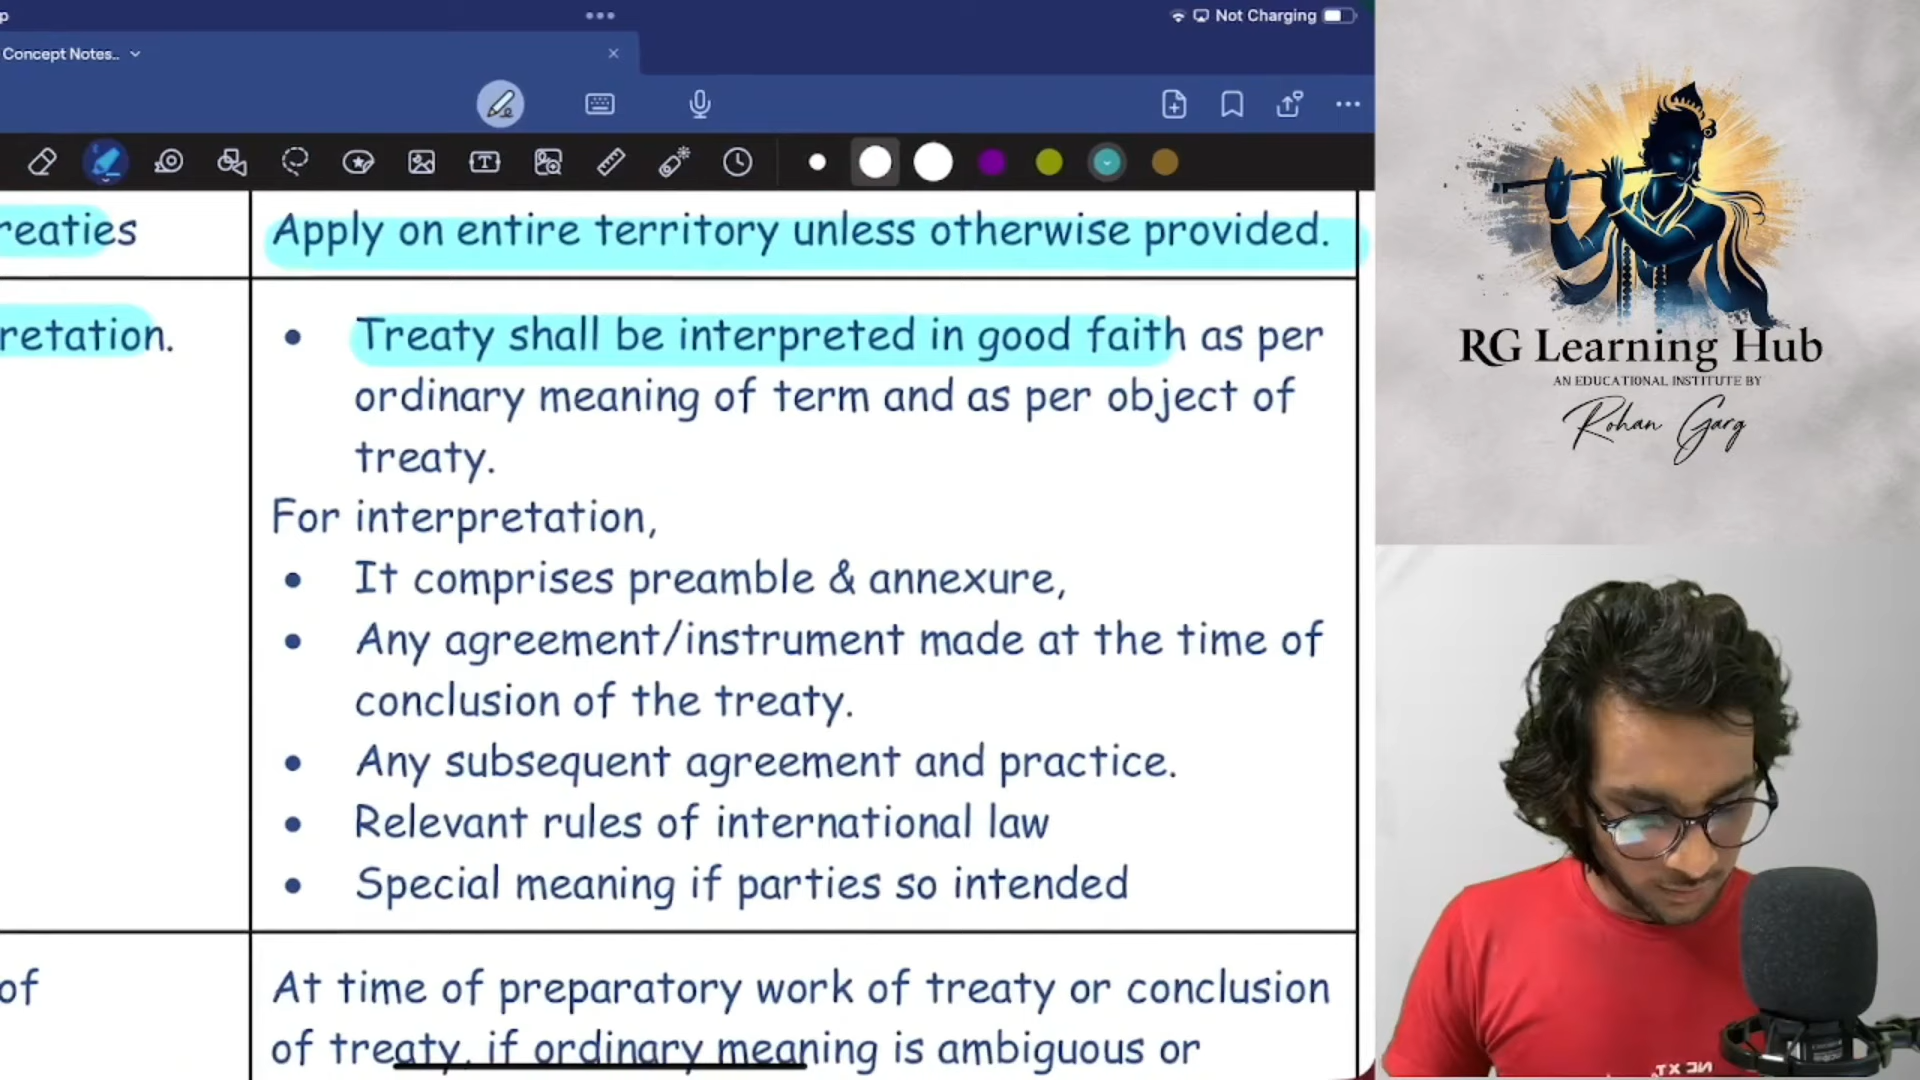 Not Charging
Concept Notes..
reaties
Apply on entire territory unless otherwise provided.
retation.
• Treaty shall be interpreted in good faith as per
ordinary meaning of term and as per object of
treaty.
For interpretation,
• It comprises preamble & annexure,
• Any agreement/instrument made at the time of
conclusion of the treaty.
• Any subsequent agreement and practice.
• Relevant rules of international law
• Special meaning if parties so intended
of
At time of preparatory work of treaty or conclusion
of treaty, if ordinary meaning is ambiguous or
RG Learning Hub
AN EDUCATIONAL INSTITUTE BY
Rohan Garg